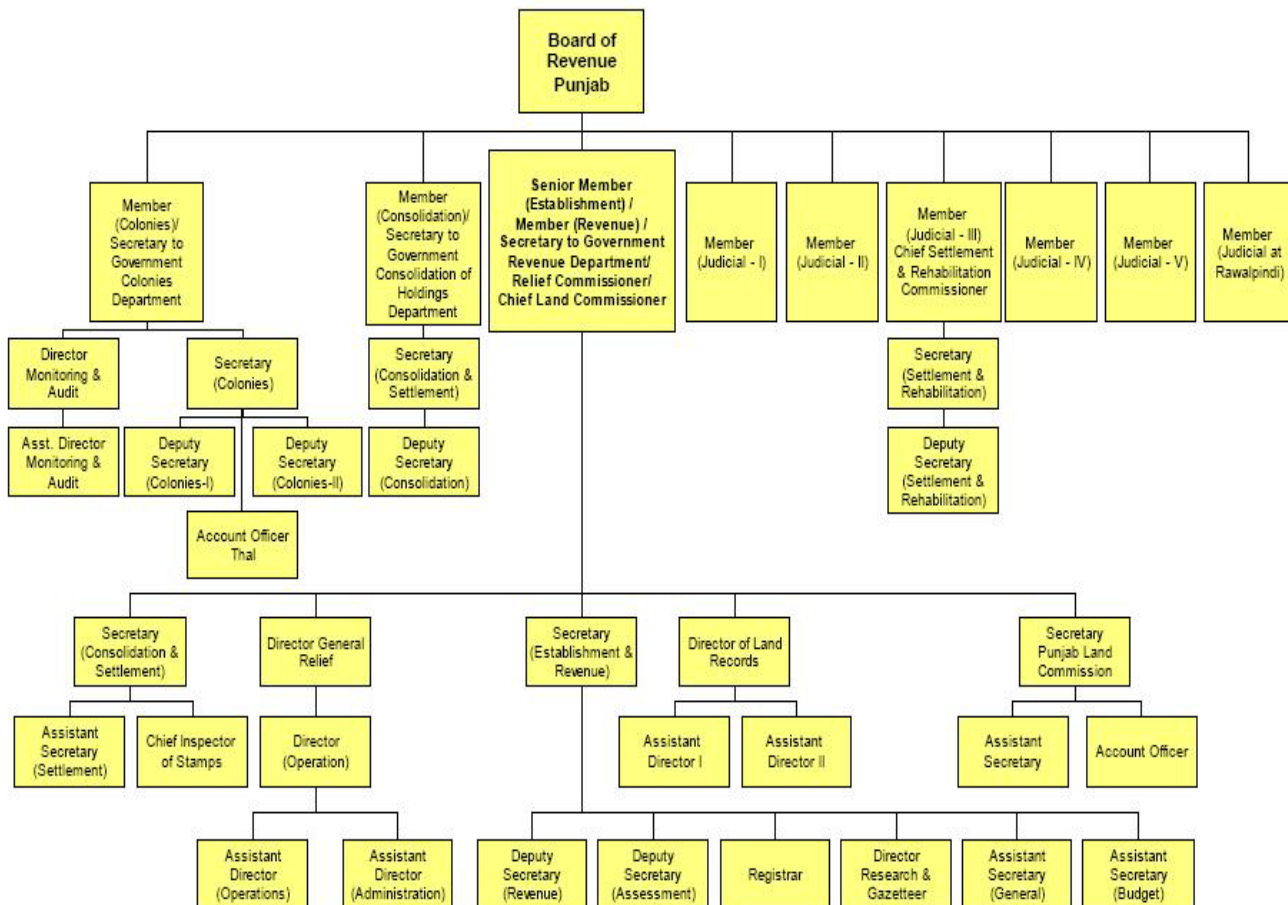 Board of
Revenue
Punjab
Member
(Colonies)/
Secretary to
Government
Colonies
Department
Member
(Consolidation)/
Secretary to
Government
Consolidation of
Holdings
Department
Senior Member
(Establishment) /
Member (Revenue) /
Secretary to Government
Revenue Department/
Relief Commissioner/
Chief Land Commissioner
Member
(Judicial - I)
Member
(Judicial - II)
Member
(Judicial - III)
Chief Settlement
& Rehabilitation
Commissioner
Member
(Judicial - IV)
Member
(Judicial - V)
Member
(Judicial at
Rawalpindi)
Director
Monitoring &
Audit
Secretary
(Colonies)
Secretary
(Consolidation &
Settlement)
Secretary
(Settlement &
Rehabilitation)
Asst. Director
Monitoring &
Audit
Deputy
Secretary
(Colonies-I)
Deputy
Secretary
(Colonies-II)
Deputy
Secretary
(Consolidation)
Deputy
Secretary
(Settlement &
Rehabilitation)
Account Officer
Thal
Secretary
(Consolidation &
Settlement)
Director General
Relief
Secretary
(Establishment &
Revenue)
Director of Land
Records
Secretary
Punjab Land
Commission
Assistant
Secretary
(Settlement)
Chief Inspector
of Stamps
Director
(Operation)
Assistant
Director I
Assistant
Director II
Assistant
Secretary
Account Officer
Assistant
Director
(Operations)
Assistant
Director
(Administration)
Deputy
Secretary
(Revenue)
Deputy
Secretary
(Assessment)
Registrar
Director
Research &
Gazetteer
Assistant
Secretary
(General)
Assistant
Secretary
(Budget)